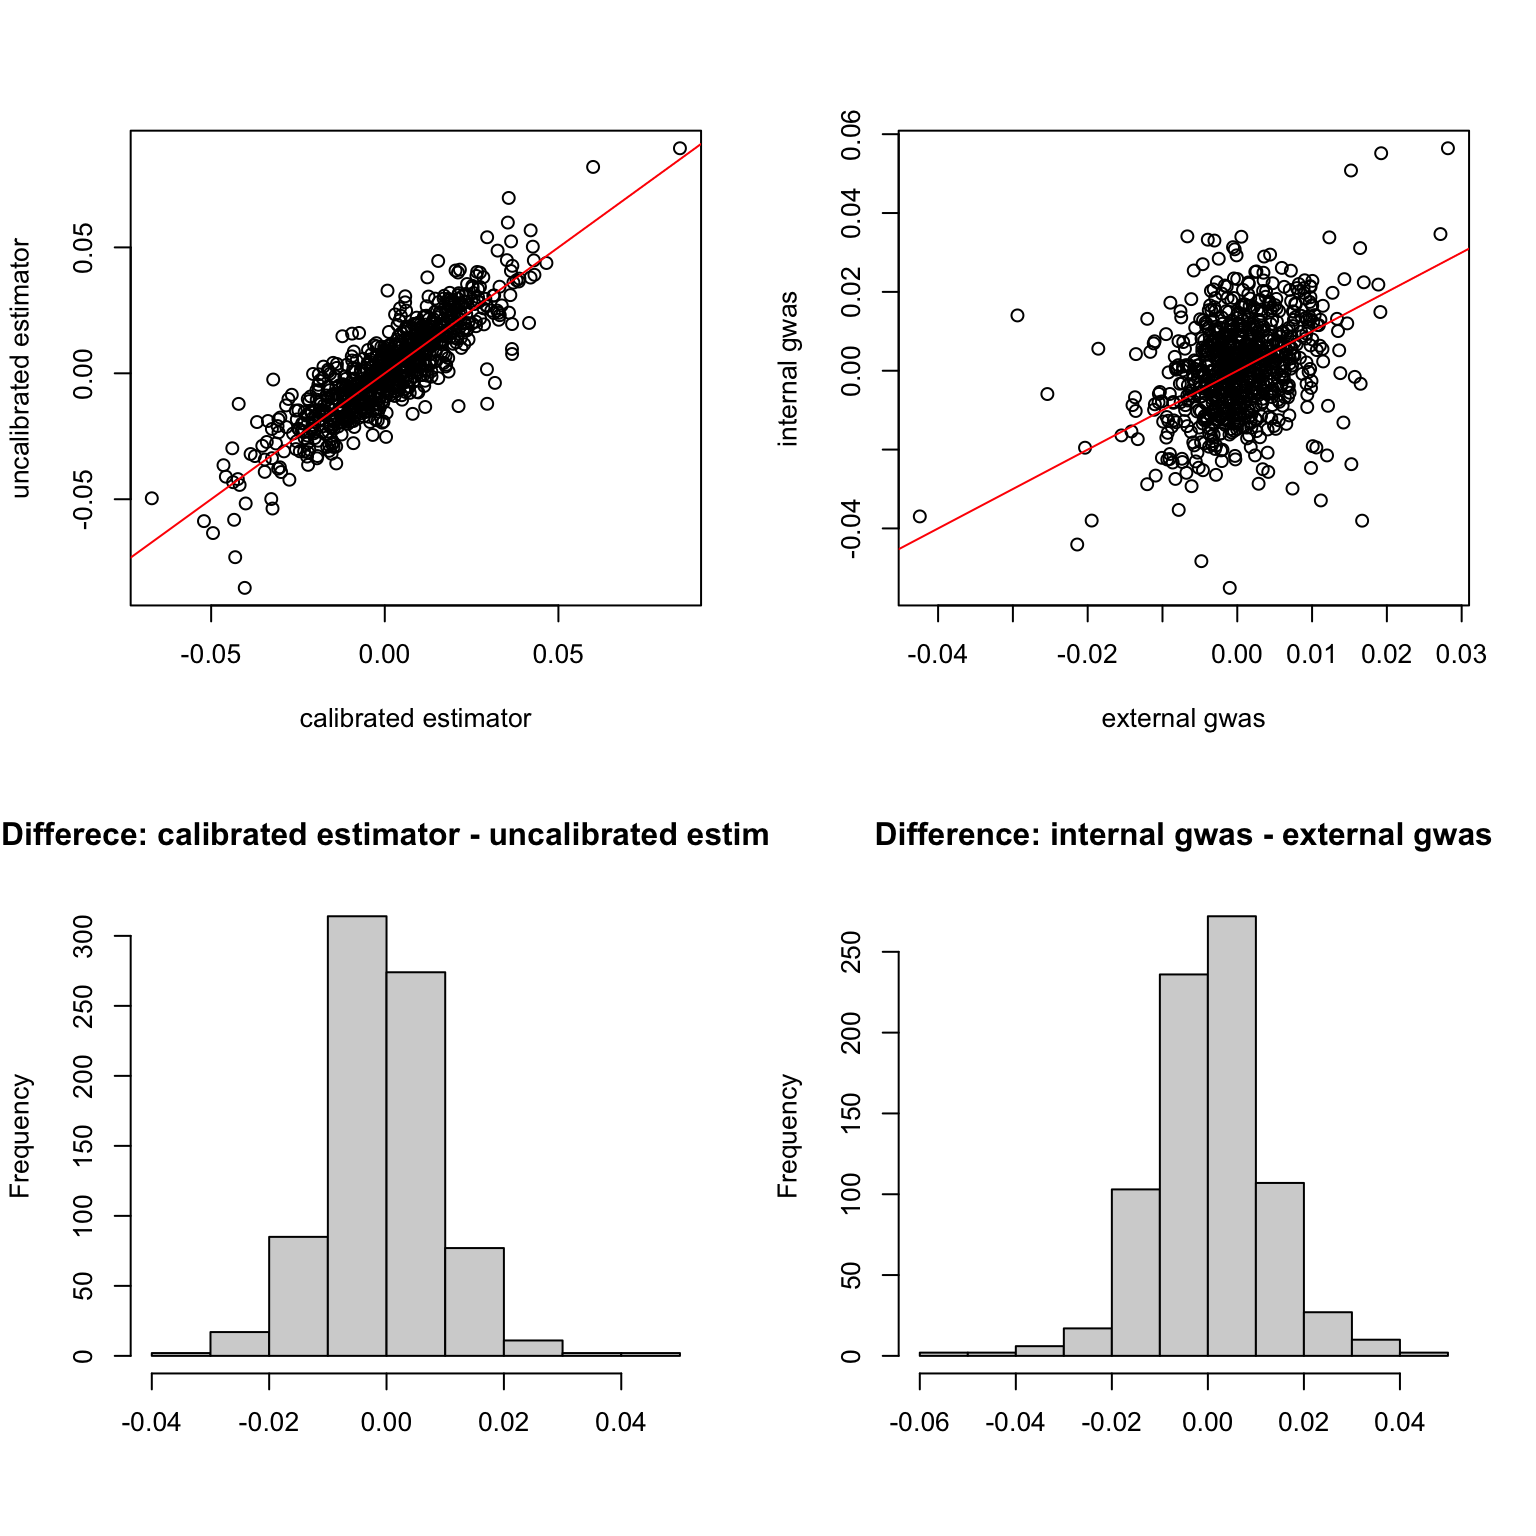 uncalibrated estimator
0.05
0.00
-0.05
-0.05 0.00 0.05
calibrated estimator
internal gwas
0.06
0.04
0.02
0.00
-0.04
-0.04 -0.02 0.00 0.01 0.02 0.03
external gwas
Differece: calibrated estimator - uncalibrated estim
Frequency
300
250
200
150
100
50
0
-0.04 -0.02 0.00 0.02 0.04
Difference: internal gwas - external gwas
Frequency
250
200
150
100
50
0
-0.06 -0.04 -0.02 0.00 0.02 0.04